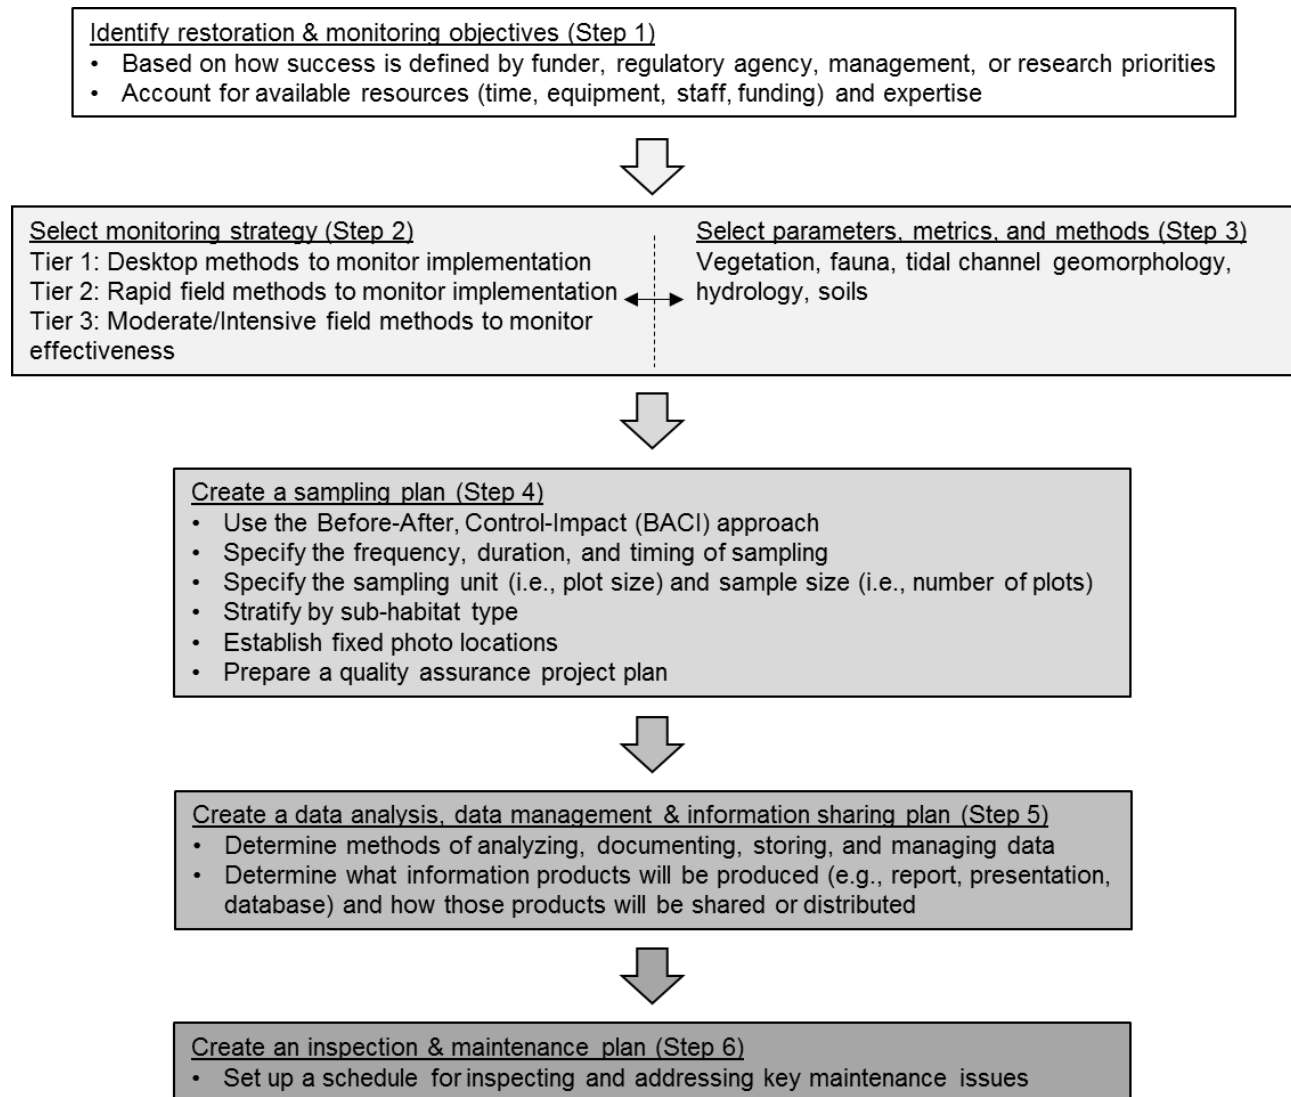 Identify restoration & monitoring objectives (Step 1)
• Based on how success is defined by funder, regulatory agency, management, or research priorities
• Account for available resources (time, equipment, staff, funding) and expertise
Select monitoring strategy (Step 2)
Tier 1: Desktop methods to monitor implementation
Tier 2: Rapid field methods to monitor implementation
Tier 3: Moderate/Intensive field methods to monitor
effectiveness
Select parameters, metrics, and methods (Step 3)
Vegetation, fauna, tidal channel geomorphology,
hydrology, soils
Create a sampling plan (Step 4)
• Use the Before-After, Control-Impact (BACI) approach
• Specify the frequency, duration, and timing of sampling
• Specify the sampling unit (i.e., plot size) and sample size (i.e., number of plots)
• Stratify by sub-habitat type
• Establish fixed photo locations
• Prepare a quality assurance project plan
Create a data analysis, data management & information sharing plan (Step 5)
• Determine methods of analyzing, documenting, storing, and managing data
• Determine what information products will be produced (e.g., report, presentation,
database) and how those products will be shared or distributed
Create an inspection & maintenance plan (Step 6)
• Set up a schedule for inspecting and addressing key maintenance issues